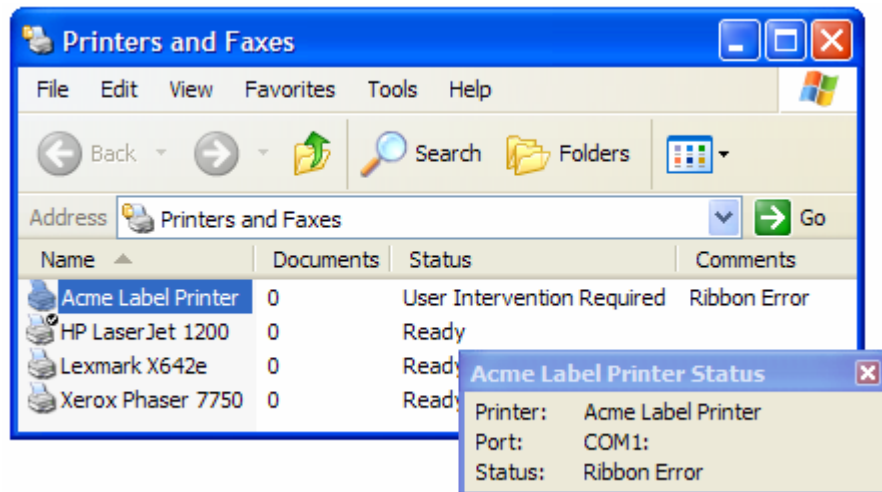 Printers and Faxes
File Edit View Favorites Tools Help
Back Search Folders
Address Printers and Faxes Go
Name Documents Status Comments
Acme Label Printer 0 User Intervention Required Ribbon Error
HP LaserJet 1200 0 Ready
Lexmark X642e 0 Ready
Xerox Phaser 7750 0 Ready
Acme Label Printer Status
Printer: Acme Label Printer
Port: COM1:
Status: Ribbon Error